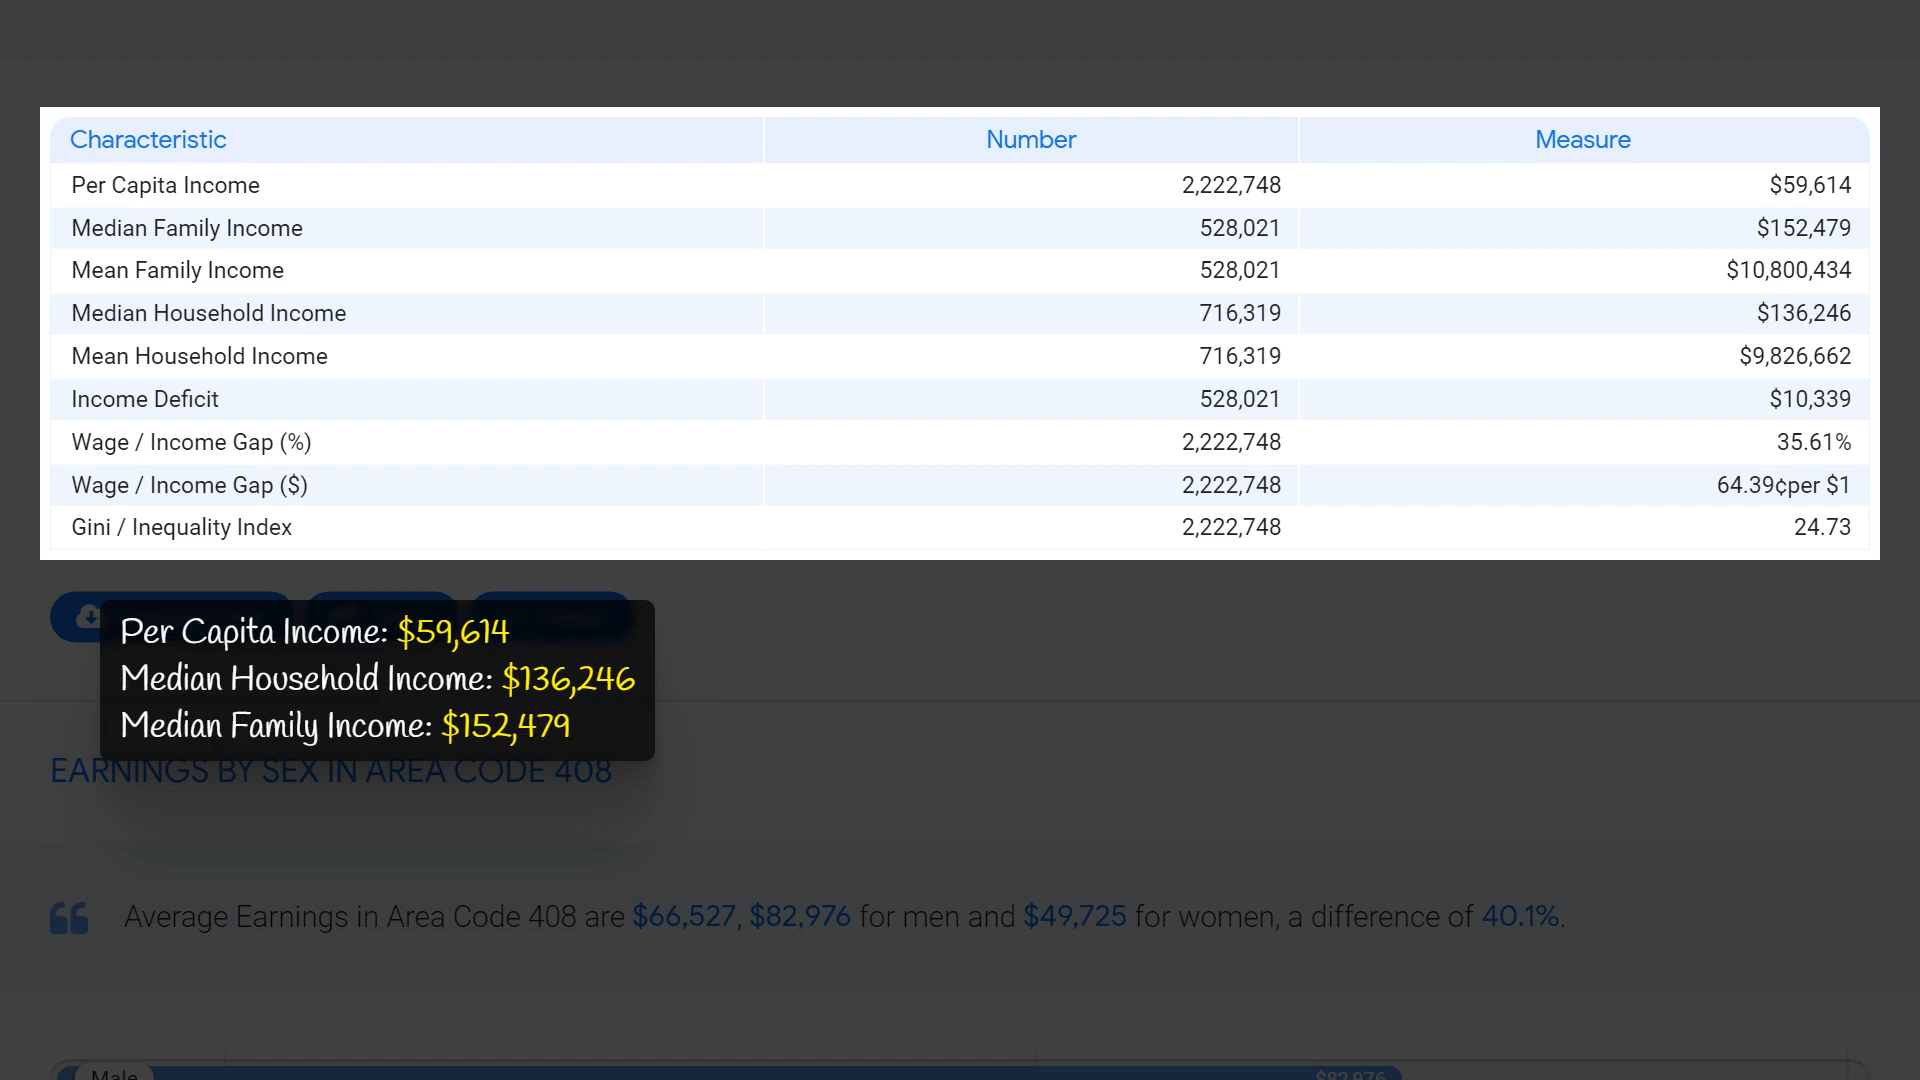 Characteristic Number Measure
Per Capita Income 2,222,748 $59,614
Median Family Income 528,021 $152,479
Mean Family Income 528,021 $10,800,434
Median Household Income 716,319 $136,246
Mean Household Income 716,319 $9,826,662
Income Deficit 528,021 $10,339
Wage / Income Gap (%) 2,222,748 35.61%
Wage / Income Gap ($) 2,222,748 64.39¢per $1
Gini / Inequality Index 2,222,748 24.73
Per Capita Income: $59,614
Median Household Income: $136,246
Median Family Income: $152,479
EARNINGS BY SEX IN AREA CODE 408
Average Earnings in Area Code 408 are $66,527, $82,976 for men and $49,725 for women, a difference of 40.1%.
Male $82,976